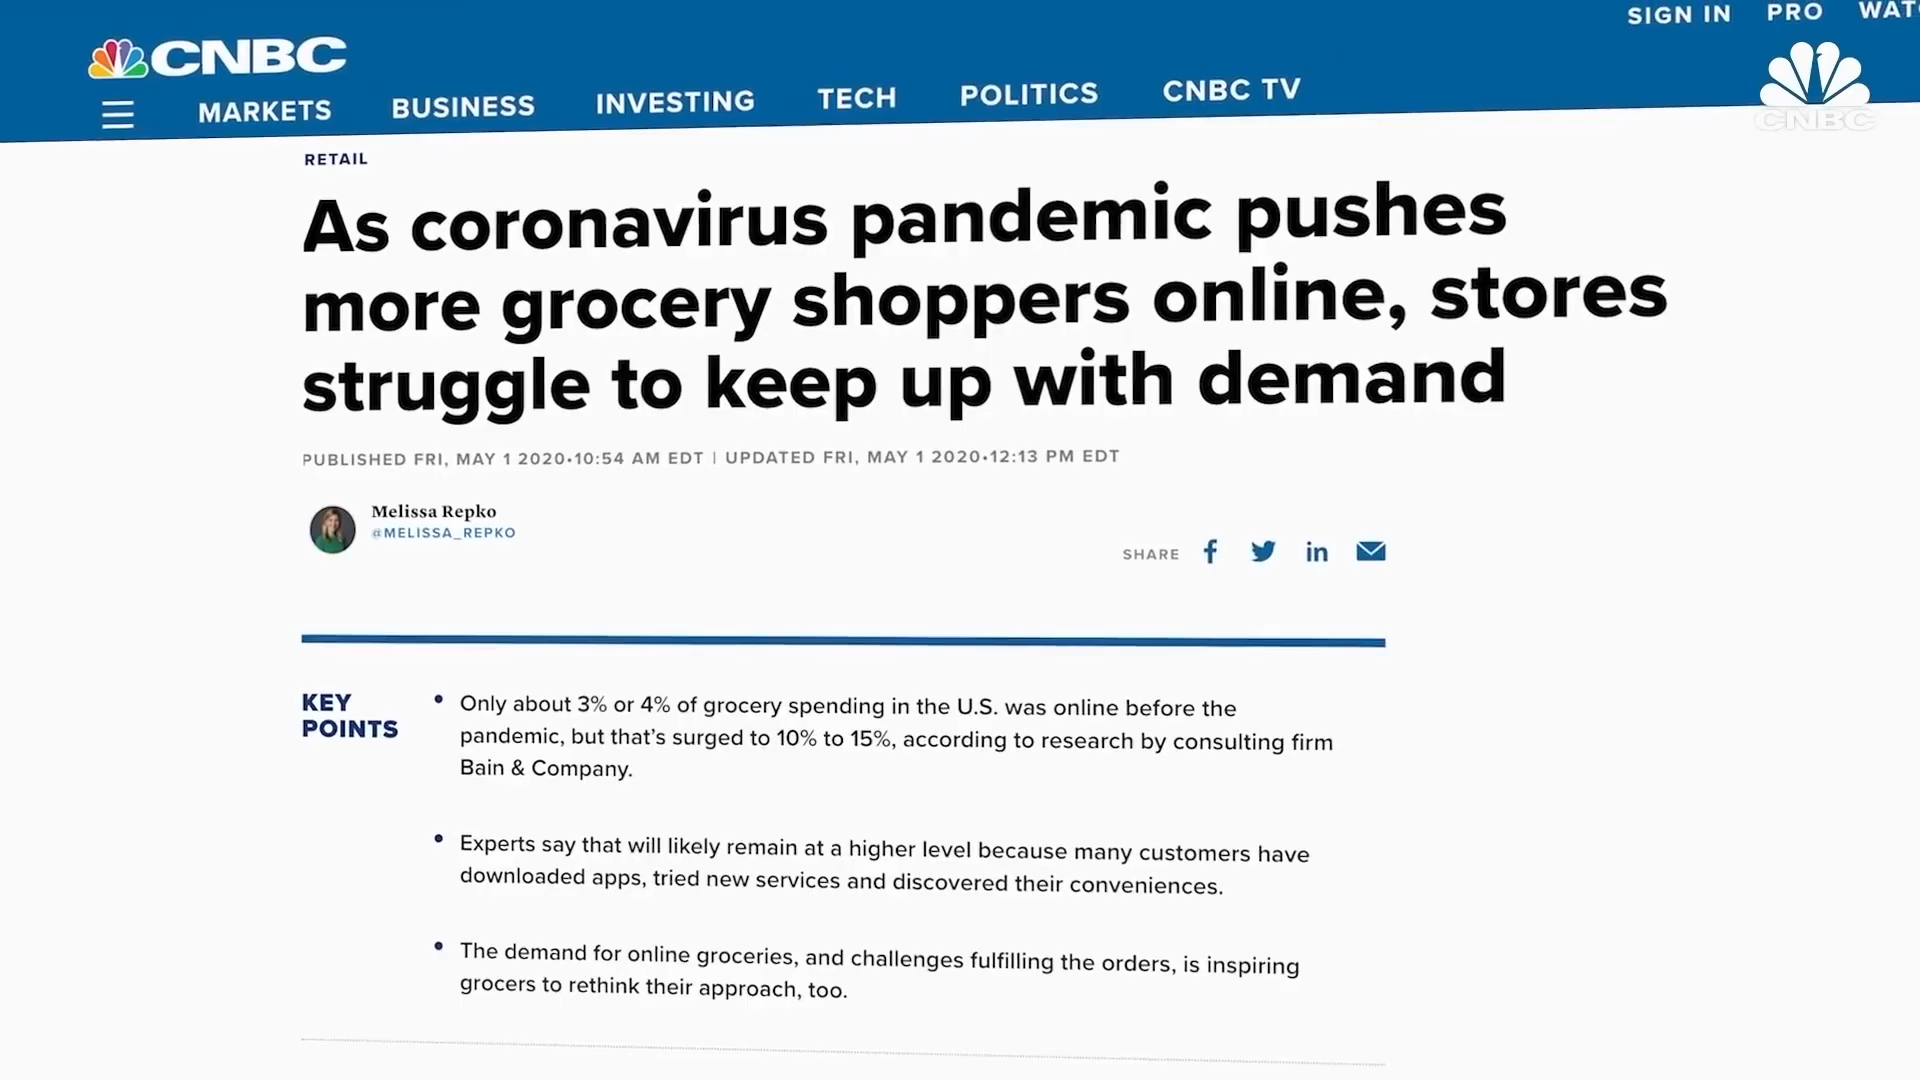 SIGN IN PRO
CNBC
CNBC
MARKETS BUSINESS INVESTING TECH POLITICS CNBC TV
RETAIL
As coronavirus pandemic pushes
more grocery shoppers online, stores
struggle to keep up with demand
PUBLISHED FRI, MAY 1 2020•10:54 AM EDT | UPDATED FRI, MAY 1 2020•12:13 PM EDT
Melissa Repko
@MELISSA_REPKO
SHARE
KEY
POINTS
• Only about 3% or 4% of grocery spending in the U.S. was online before the
pandemic, but that's surged to 10% to 15%, according to research by consulting firm
Bain & Company.
• Experts say that will likely remain at a higher level because many customers have
downloaded apps, tried new services and discovered their conveniences.
• The demand for online groceries, and challenges fulfilling the orders, is inspiring
grocers to rethink their approach, too.